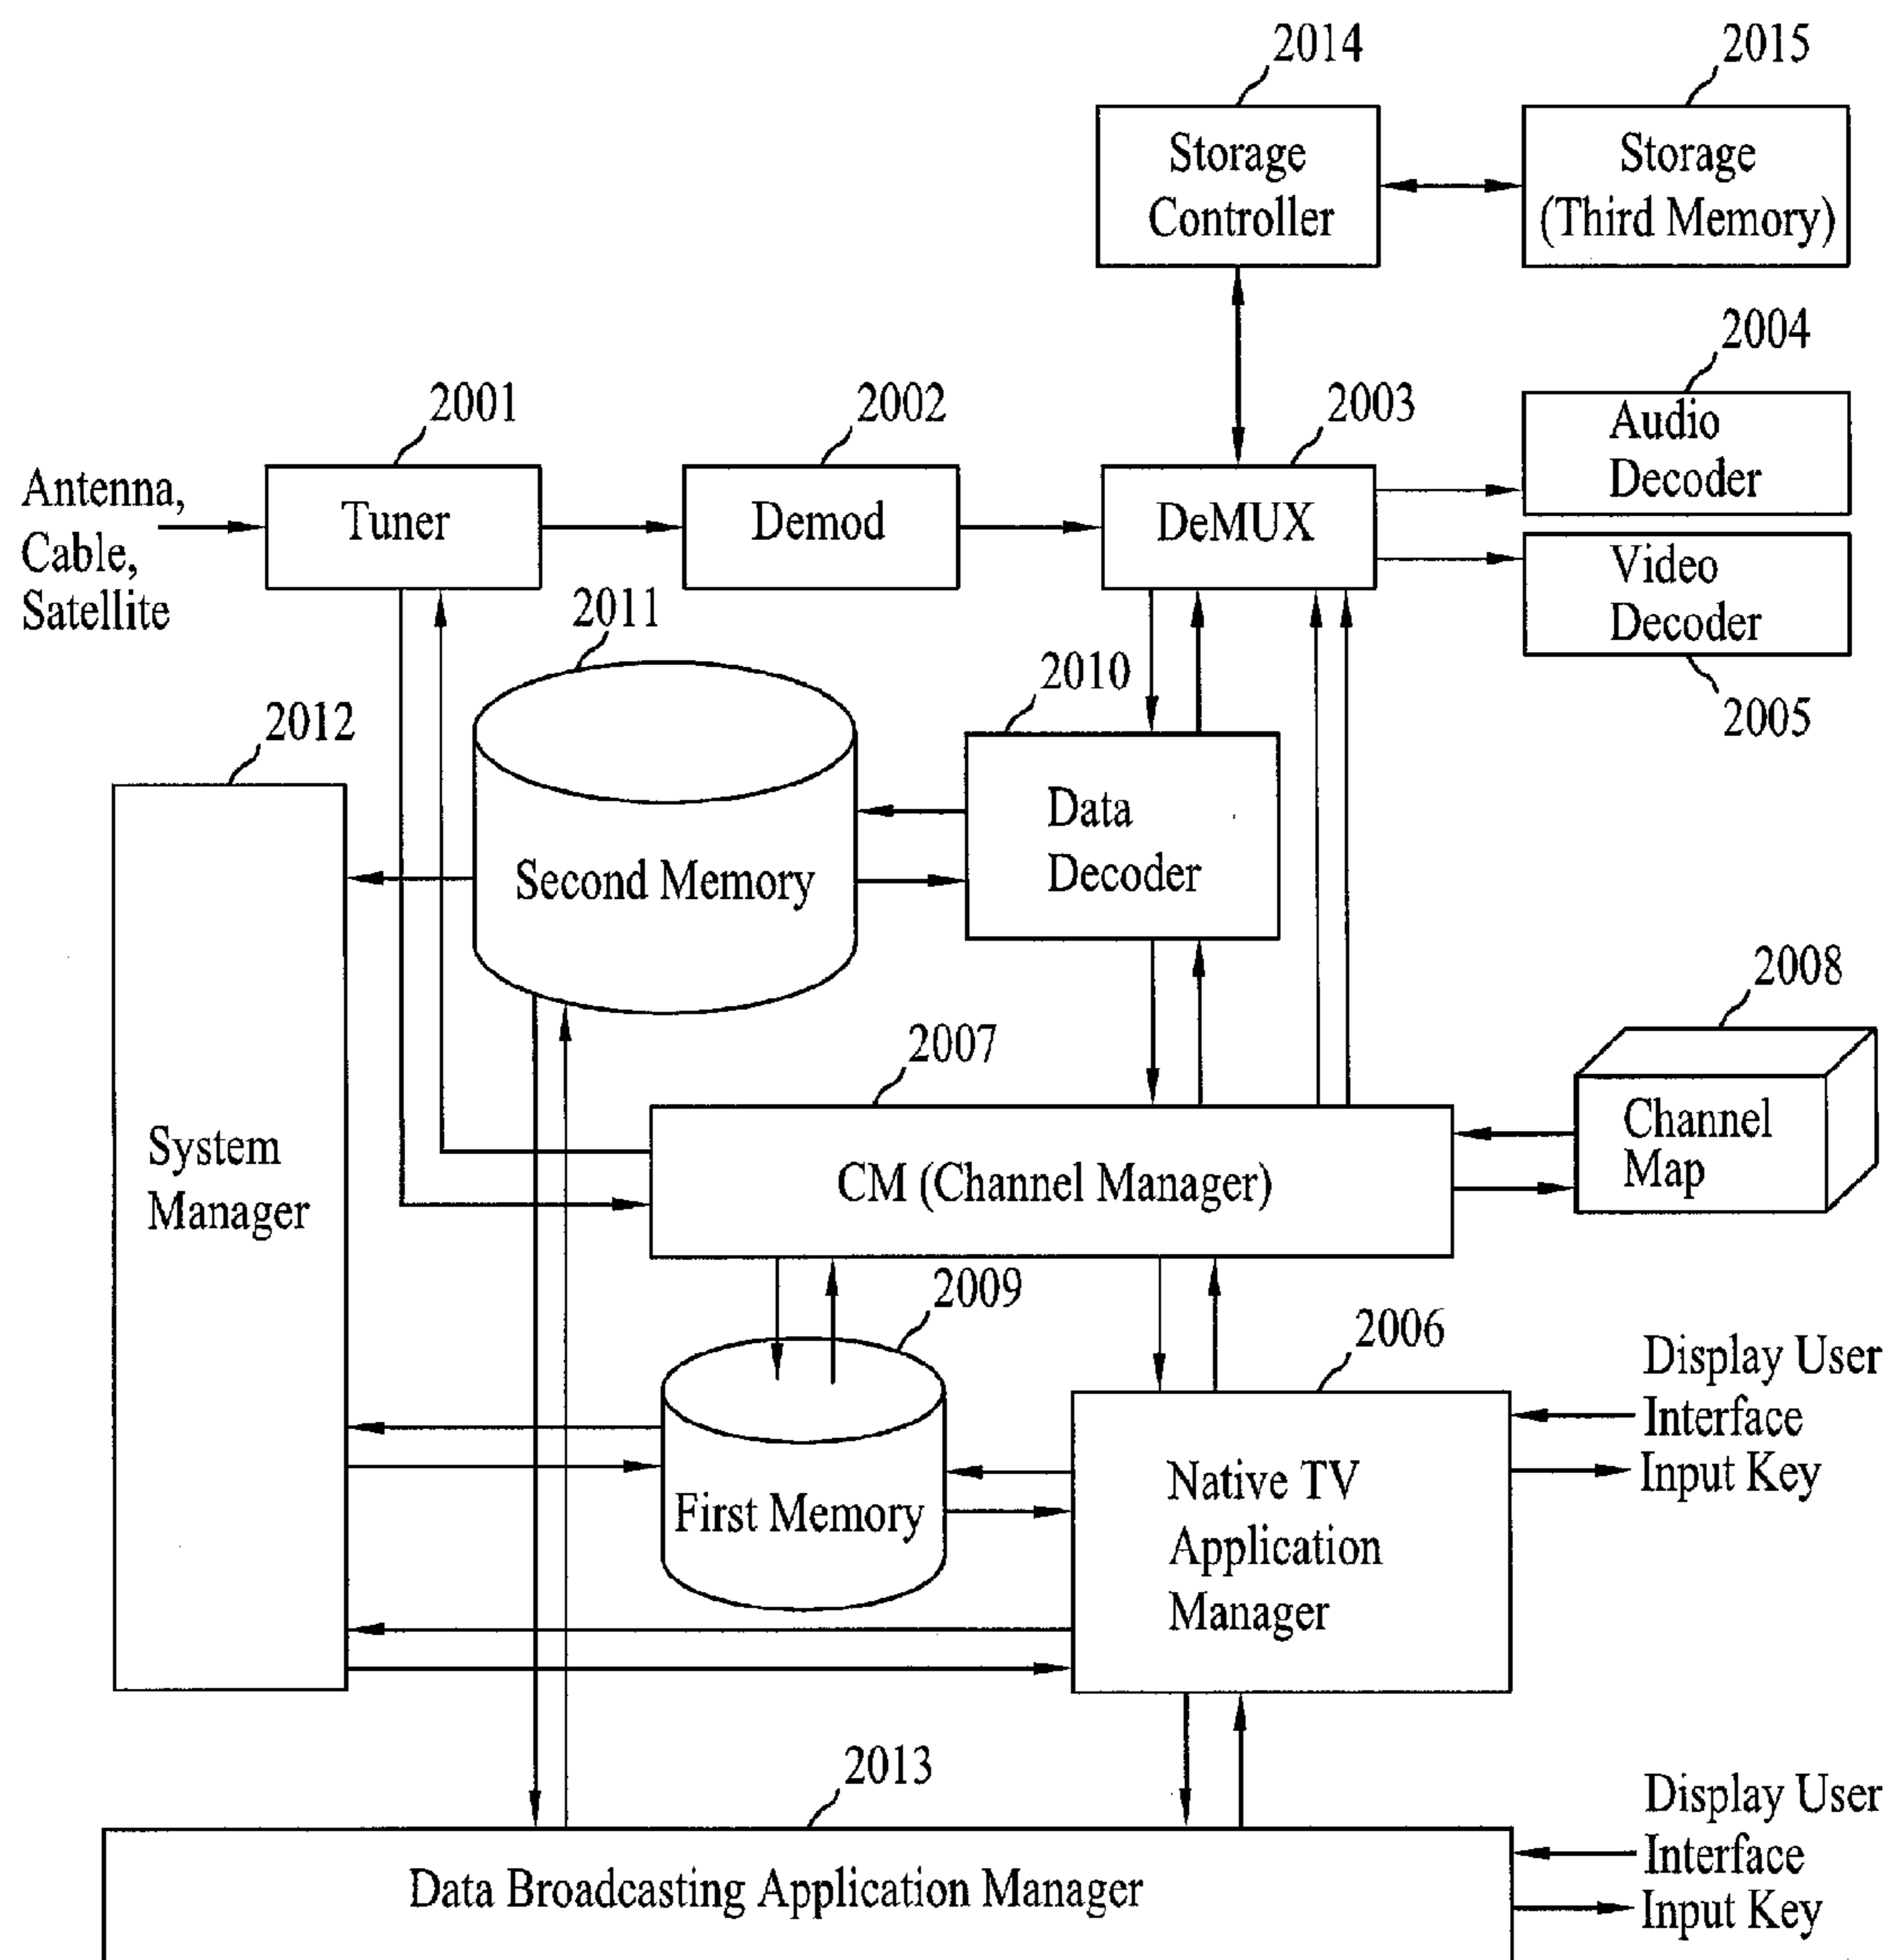 2014
2015
Storage
Controller
Storage
(Third Memory)
2004
2001
2002
2003
Audio
Decoder
Antenna,
Cable,
Satellite
Tuner
Demod
DeMUX
Video
Decoder
2005
2011
2010
2012
Data
Decoder
Second Memory
2008
2007
Channel
Map
System
Manager
CM (Channel Manager)
2009
2006
Display User
Interface
Input Key
First Memory
Native TV
Application
Manager
2013
Display User
Interface
Input Key
Data Broadcasting Application Manager